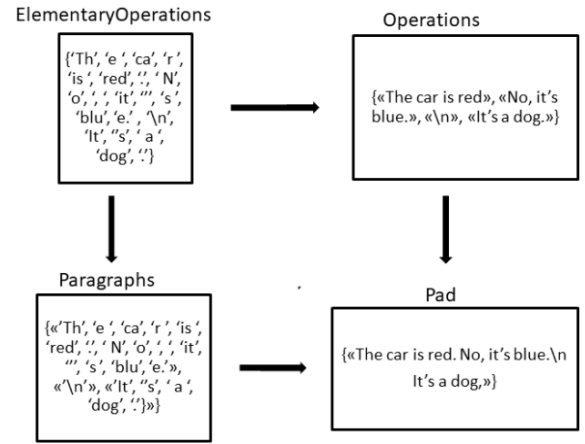 ElementaryOperations
{‘Th’, ‘e ‘, ‘ca’, ‘r ‘,
‘is ‘, ‘red’, ‘.’, ‘ N’,
‘o’, ‘, ‘, ‘it’, ‘’’, ‘s ‘,
‘blu’, ‘e.’ , ‘\n’,
‘It’, ‘’s’, ‘ a ‘,
‘dog’, ‘.’}
Operations
{«The car is red», «No, it’s
blue.», «\n», «It’s a dog.»}
Paragraphs
{«’Th’, ‘e ‘, ‘ca’, ‘r ‘, ‘is ‘,
‘red’, ‘.’, ‘ N’, ‘o’, ‘, ‘, ‘it’,
‘’’, ‘s ‘, ‘blu’, ‘e.’»,
«’\n’», «’It’, ‘’s’, ‘ a ‘,
‘dog’, ‘.’}»}
Pad
{«The car is red. No, it’s blue.\n
It’s a dog,»}